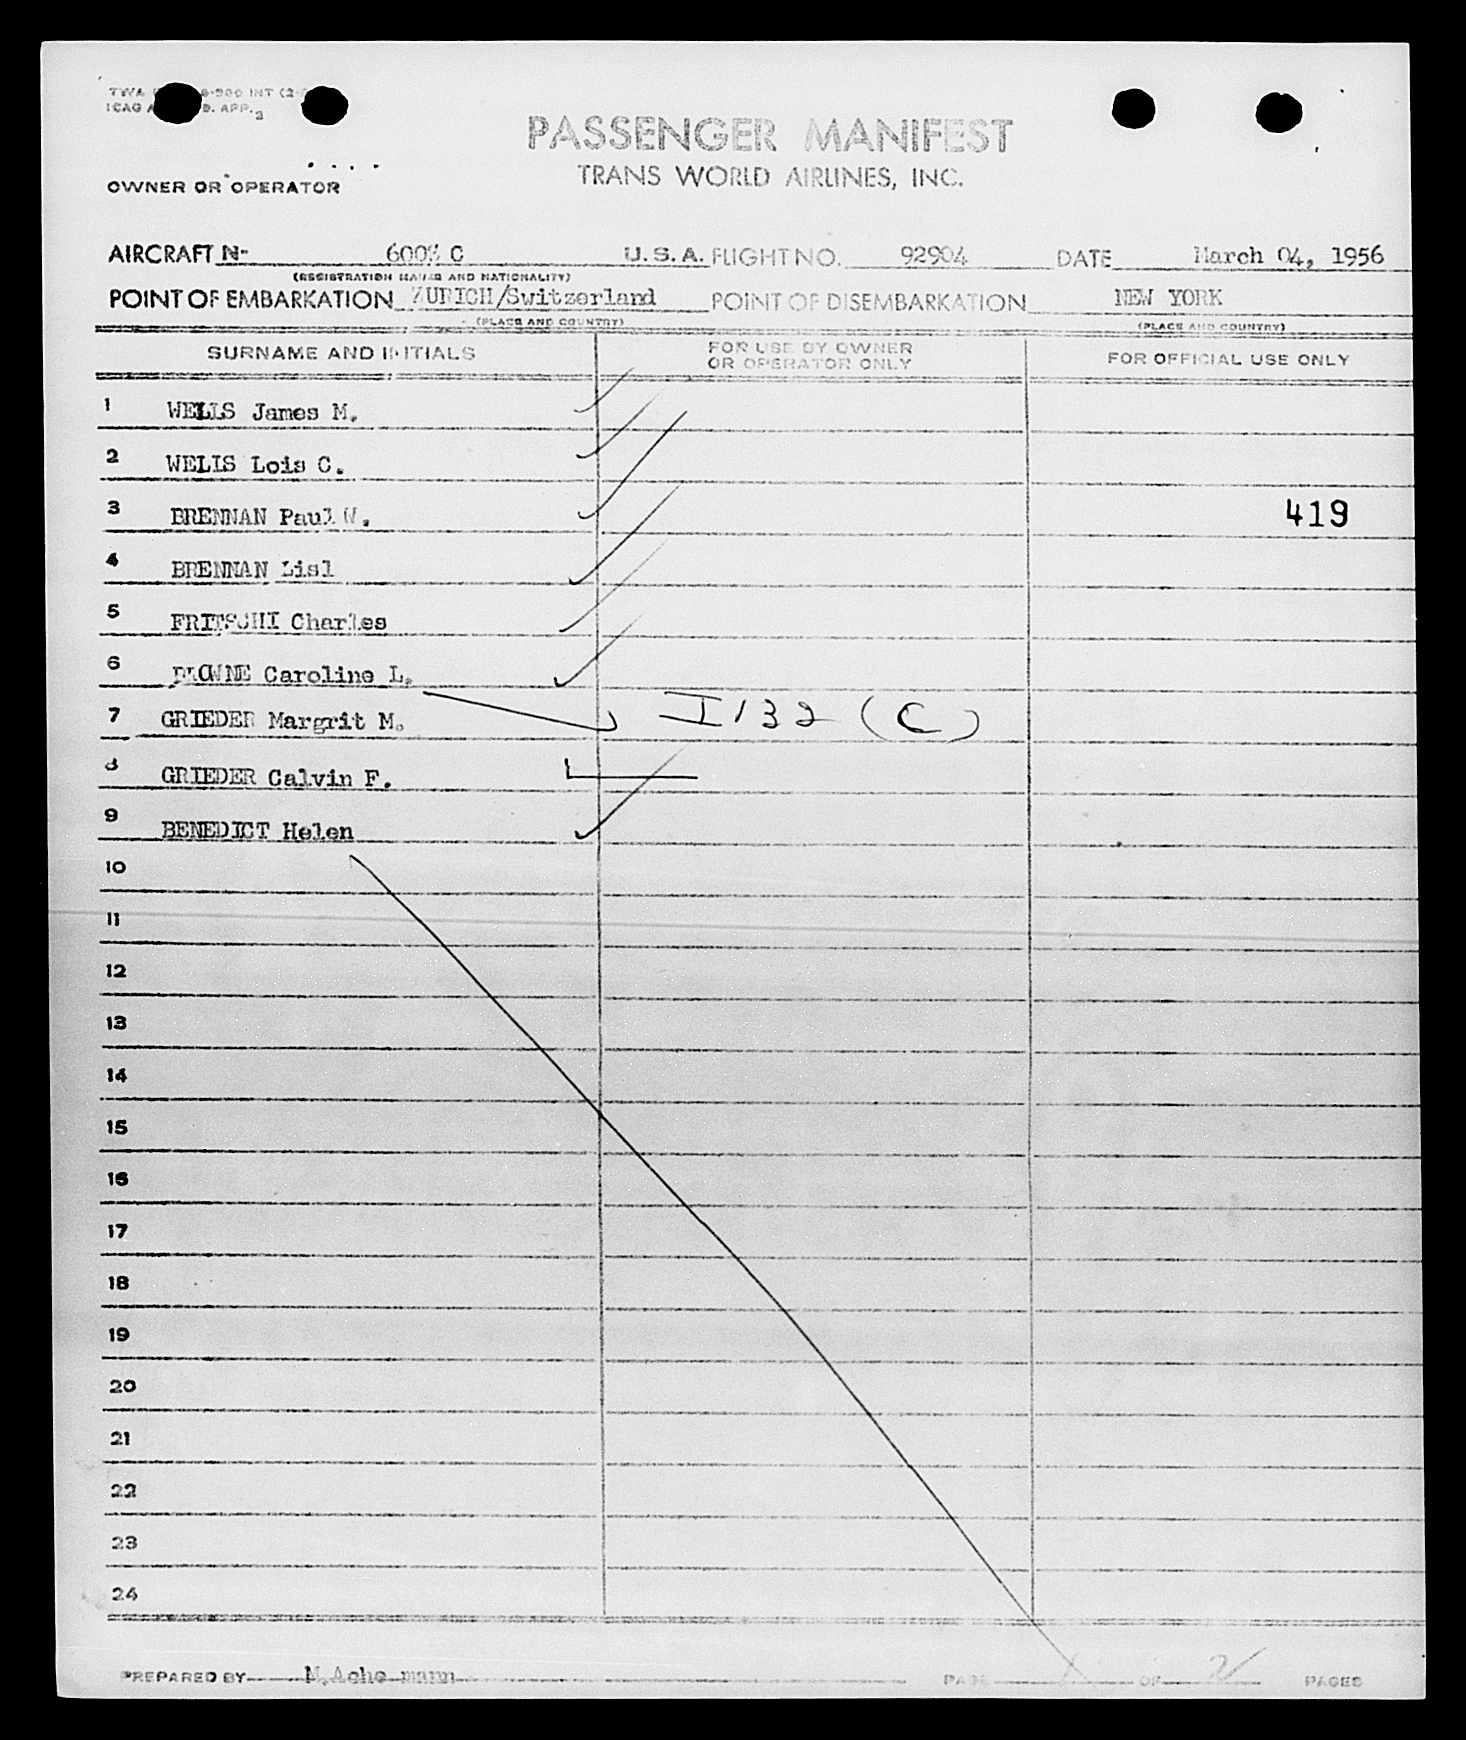 PASSENGER MANIFEST
TRANS WORLD AIRLINES, INC.
OWNER OR OPERATOR
AIRCRAFT N- C U.S.A. FLIGHT NO. 92904 DATE March 04, 1956
(REGISTRATION MARKS AND NATIONALITY)
POINT OF EMBARKATION ZURICH/Switzerland POINT OF DISEMBARKATION NEW YORK
(PLACE AND COUNTRY) (PLACE AND COUNTRY)
SURNAME AND INITIALS FOR USE BY OWNER OR OPERATOR ONLY FOR OFFICIAL USE ONLY
1 WELLS James M.
2 WELLS Lois C.
3 BRENNAN Paul W. 419
4 BRENNAN Lisl
5 FRITSCHI Charles
6 Caroline L.
7 GRIEDER Margrit M. I 132 (C)
8 GRIEDER Calvin F.
9 BENEDICT Helen
10
11
12
13
14
15
16
17
18
19
20
21
22
23
24
PREPARED BY PAGE 1 OF 2 PAGES